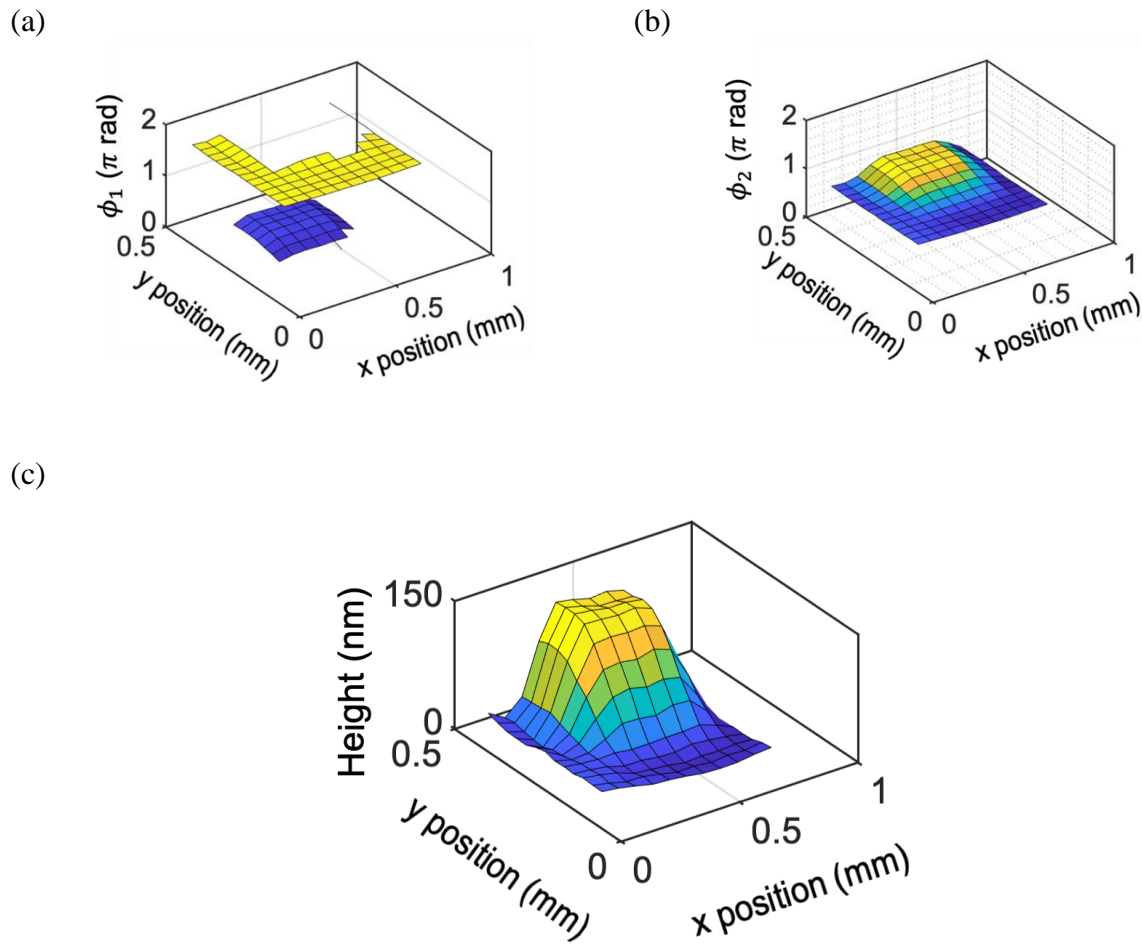 (a)
(b)
ϕ₁ (π rad)
2
1
0
0.5
y position (mm)
0
0
0.5
1
x position (mm)
ϕ₂ (π rad)
2
1
0
0.5
y position (mm)
0
0
0.5
1
x position (mm)
(c)
Height (nm)
150
0
0.5
y position (mm)
0
0
0.5
1
x position (mm)